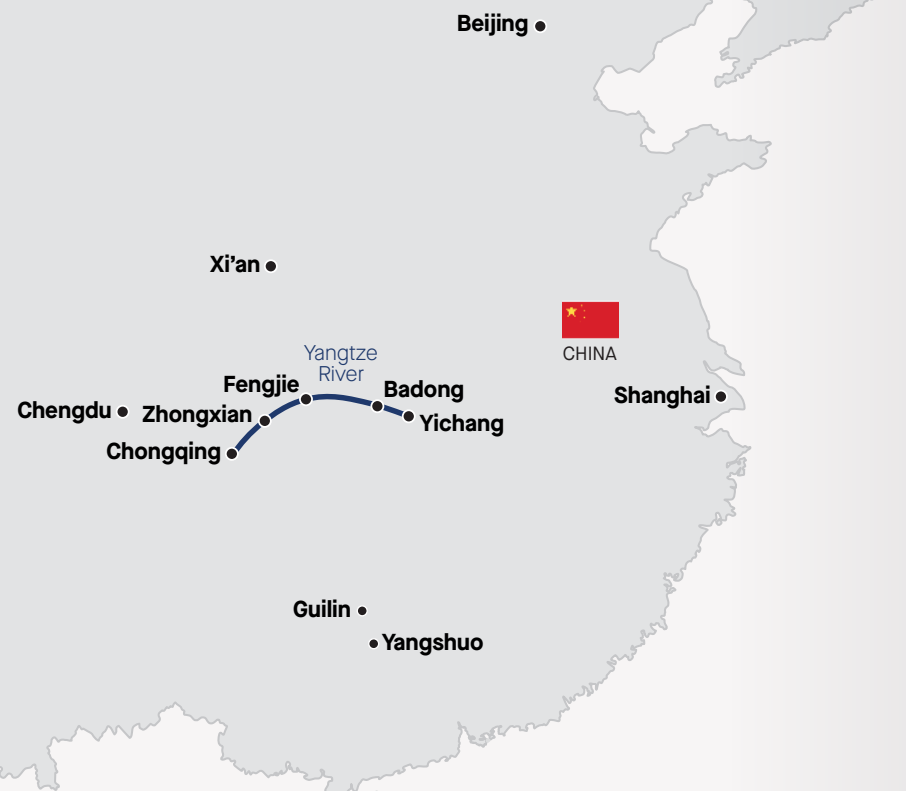 Beijing
Xi’an
CHINA
Yangtze
River
Fengjie
Badong
Shanghai
Chengdu
Zhongxian
Yichang
Chongqing
Guilin
Yangshuo